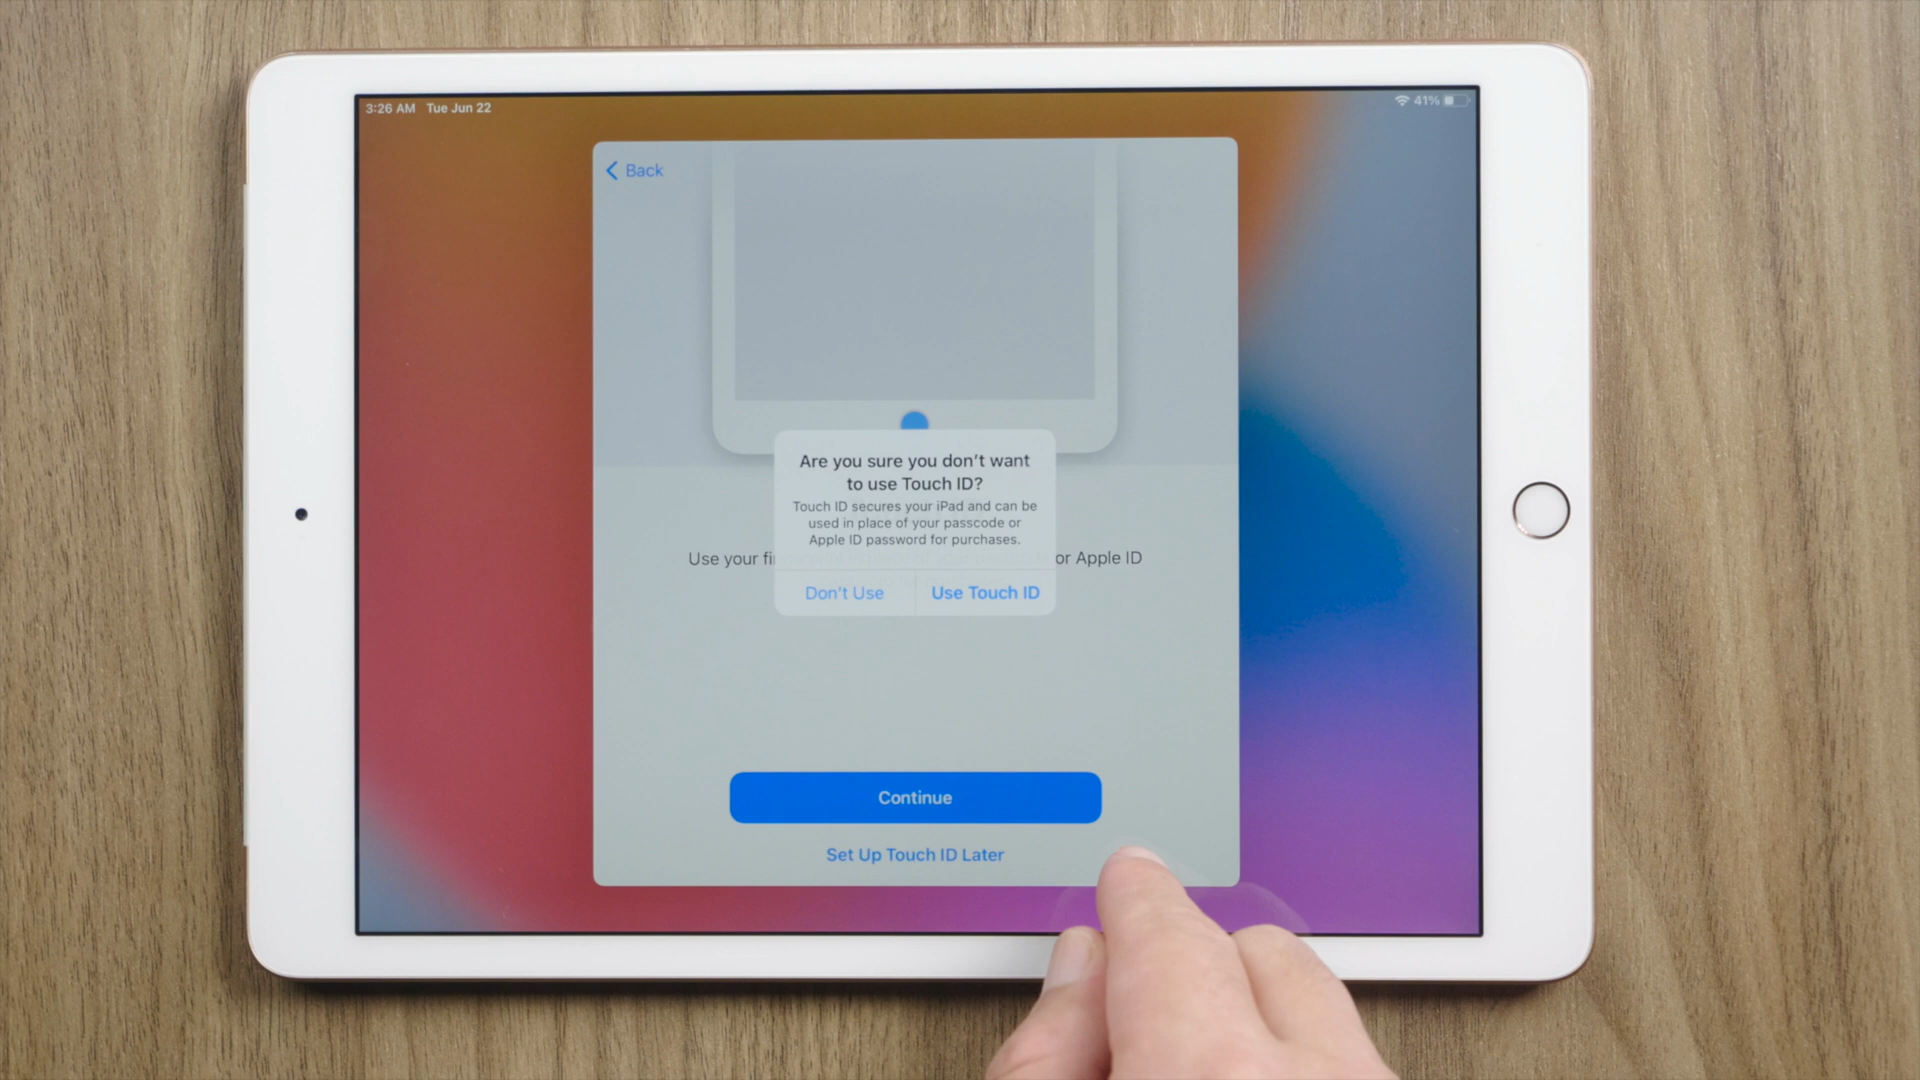 3:26 AM Tue Jun 22
41%
Back
Are you sure you don't want
to use Touch ID?
Touch ID secures your iPad and can be
used in place of your passcode or
Apple ID password for purchases.
Use your or Apple ID
Don't Use Use Touch ID
Continue
Set Up Touch ID Later